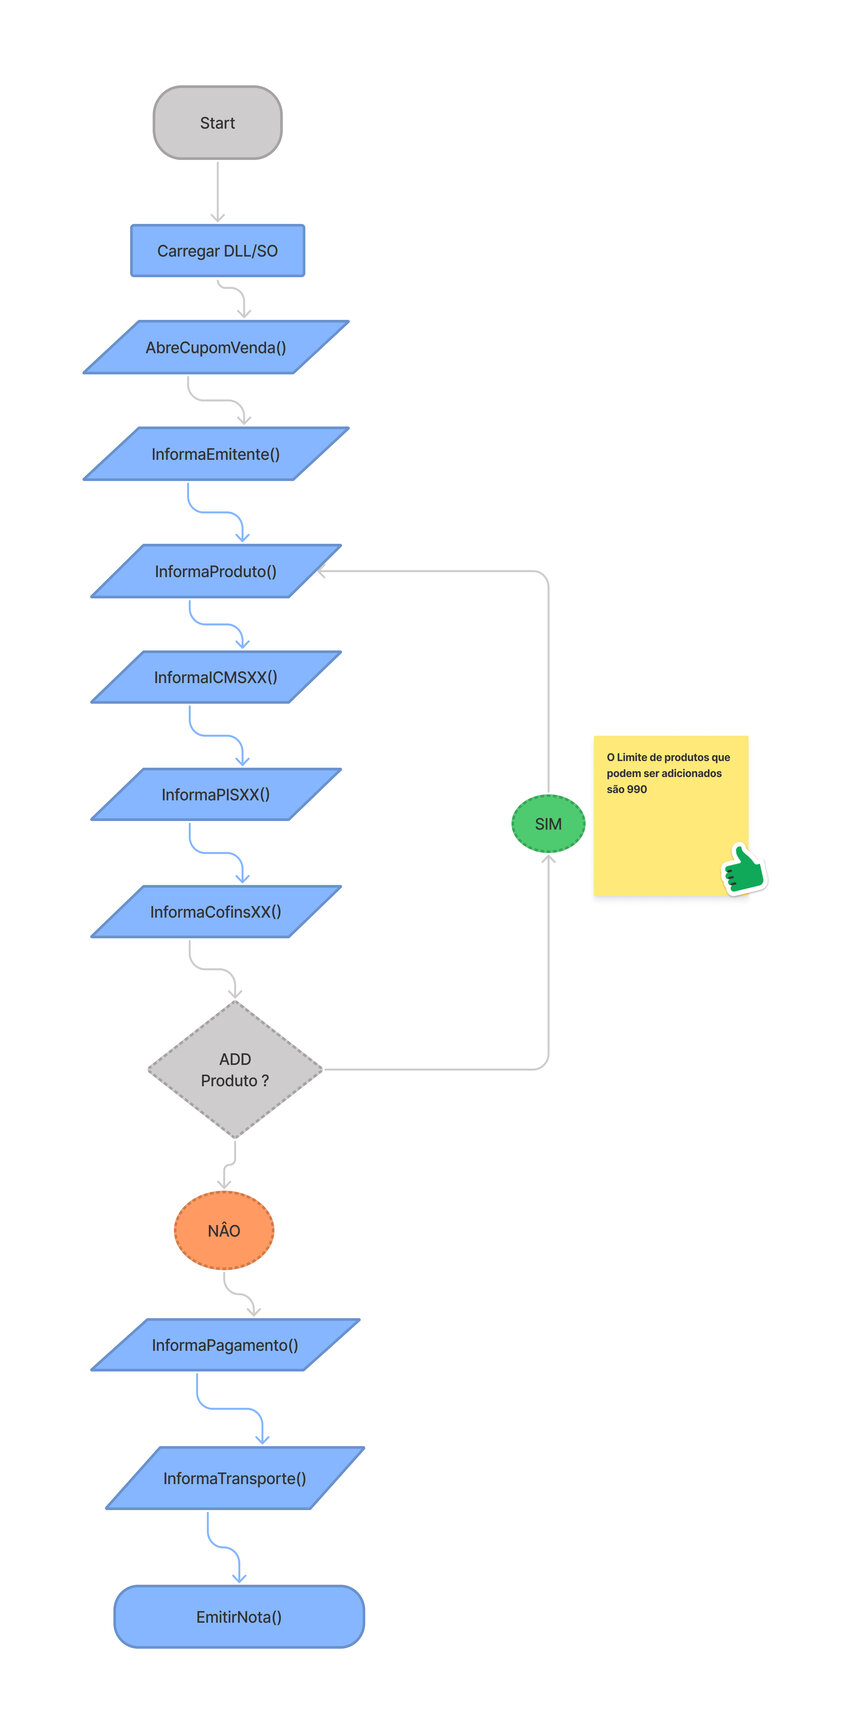 Start
Carregar DLL/SO
AbreCupomVenda()
InformaEmitente()
InformaProduto()
InformaICMSXX()
InformaPISXX()
O Limite de produtos que
podem ser adicionados
são 990
SIM
InformaCofinsXX()
ADD
Produto ?
NÂO
InformaPagamento()
InformaTransporte()
EmitirNota()